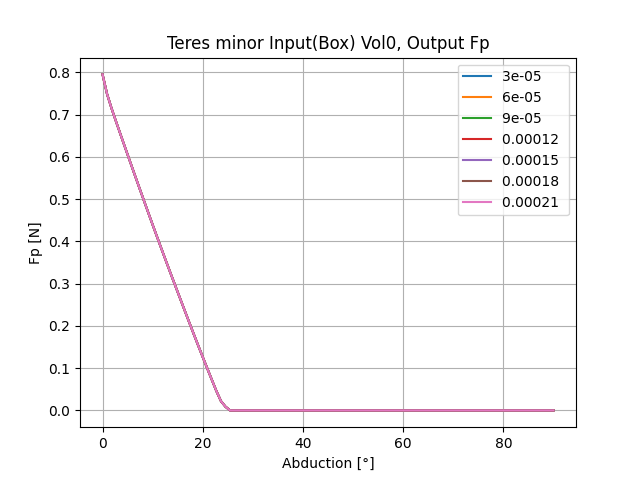 Teres minor Input(Box) Vol0, Output Fp
3e-05
6e-05
9e-05
0.00012
0.00015
0.00018
0.00021
Fp [N]
0.8
0.7
0.6
0.5
0.4
0.3
0.2
0.1
0.0
0 20 40 60 80
Abduction [°]